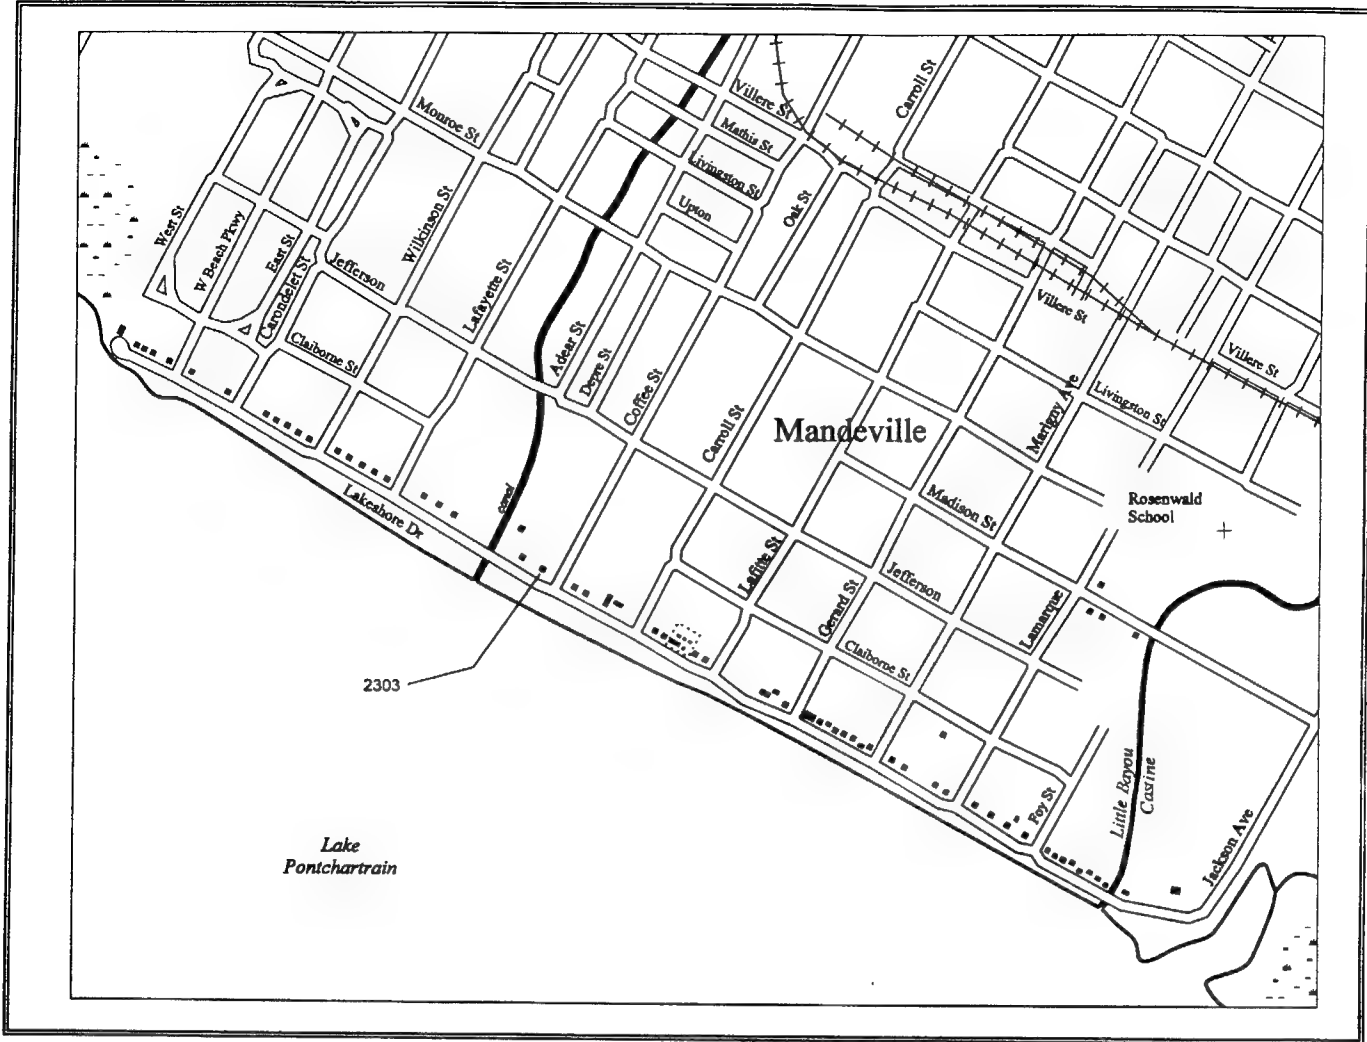 Carroll St
Villere St
Monroe St
Mathis St
Livingston St
Upton
Oak St
West St
W Beach Pkwy
East St
Carondelet St
Jefferson
Wilkinson St
Lafayette St
Claiborne St
Adear St
Depre St
Coffee St
Carroll St
Villere St
Villere St
Marigny Ave
Livingston St
Mandeville
Lakeshore Dr
canal
Madison St
Rosenwald
School
Lafitte St
Jefferson
Gerard St
Lamarque
Claiborne St
2303
Foy St
Little Bayou
Castine
Jackson Ave
Lake
Pontchartrain